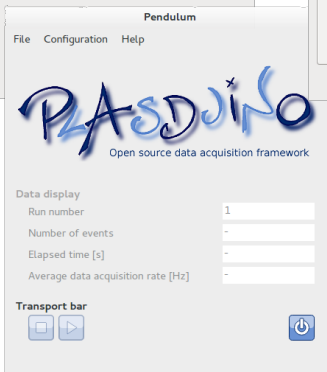 Pendulum
File Configuration Help
PLASDUINO
Open source data acquisition framework
Data display
Run number 1
Number of events -
Elapsed time [s] -
Average data acquisition rate [Hz] -
Transport bar